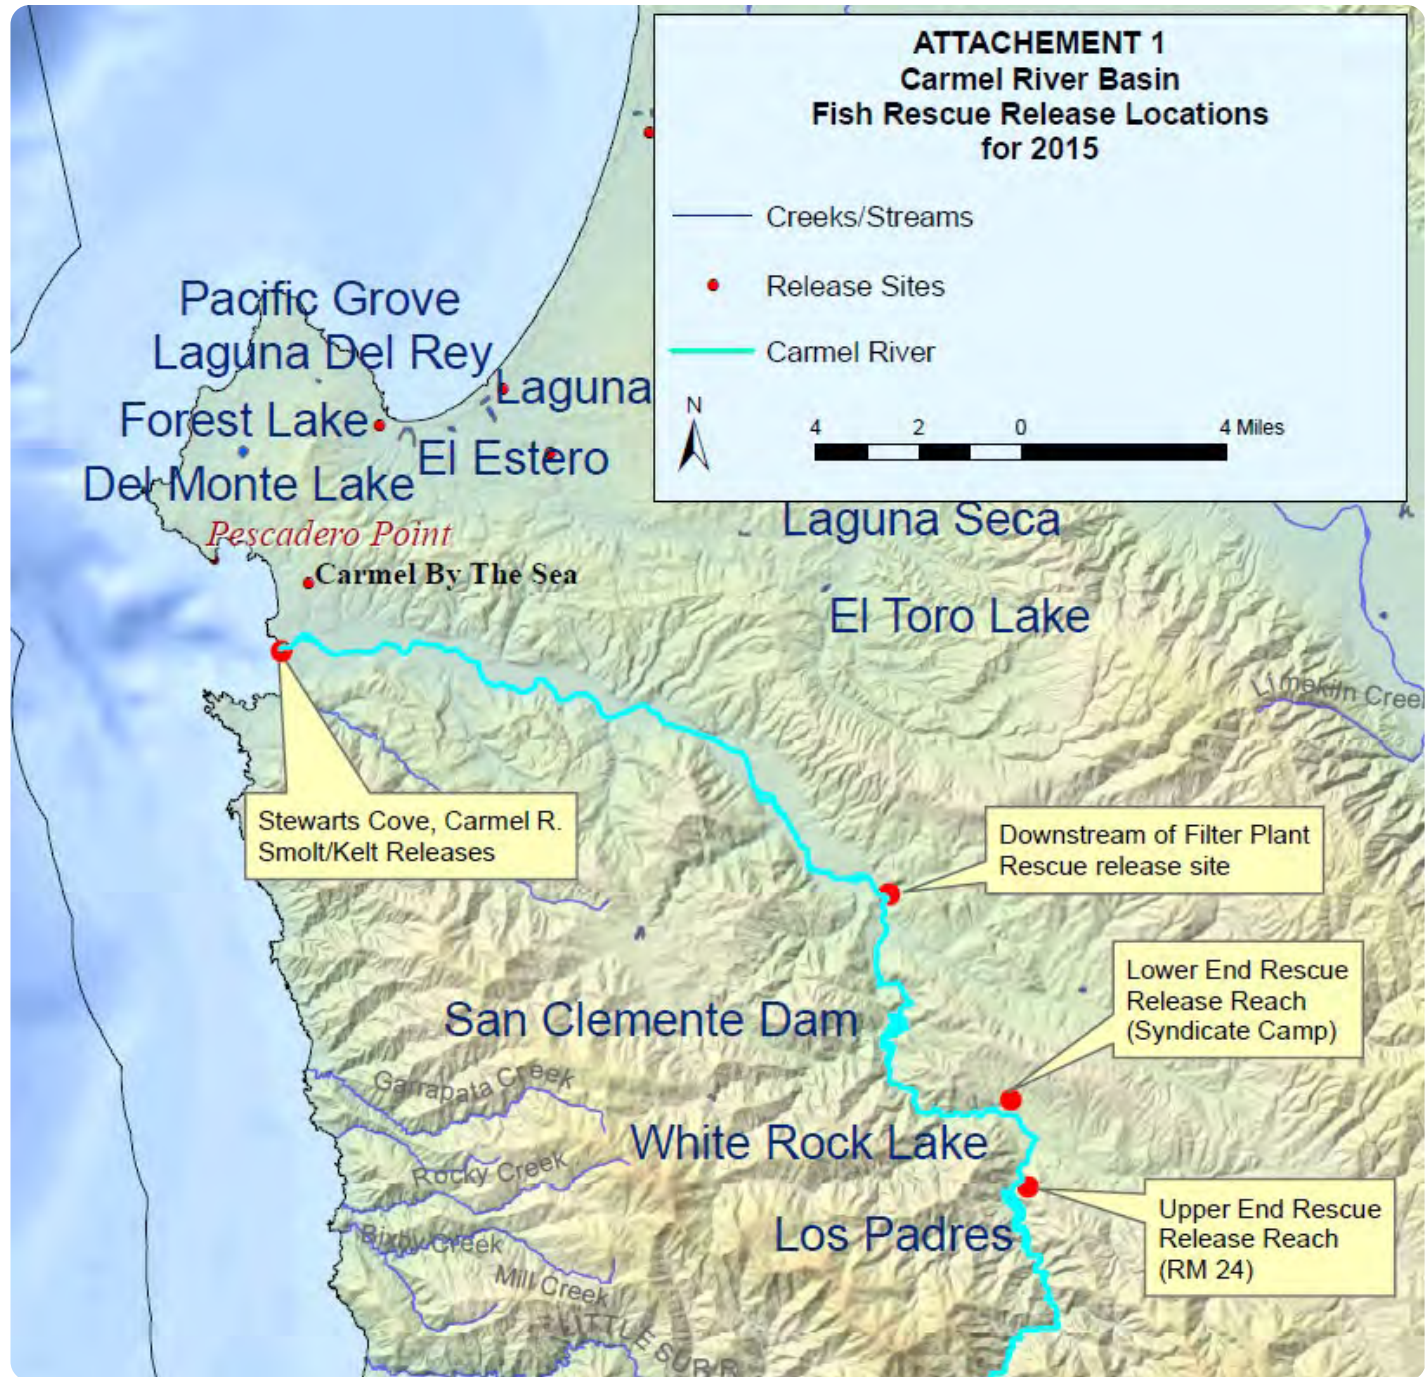 ATTACHEMENT 1
Carmel River Basin
Fish Rescue Release Locations
for 2015
Creeks/Streams
Release Sites
Carmel River
N
4 2 0 4 Miles
Pacific Grove
Laguna Del Rey
Laguna
Forest Lake
El Estero
Del Monte Lake
Pescadero Point
Carmel By The Sea
Laguna Seca
El Toro Lake
Limekiln Creek
Stewarts Cove, Carmel R.
Smolt/Kelt Releases
Downstream of Filter Plant
Rescue release site
Lower End Rescue
Release Reach
(Syndicate Camp)
San Clemente Dam
Garrapata Creek
White Rock Lake
Rocky Creek
Upper End Rescue
Release Reach
(RM 24)
Los Padres
Bixby Creek
Mill Creek
LITTLE SUR R